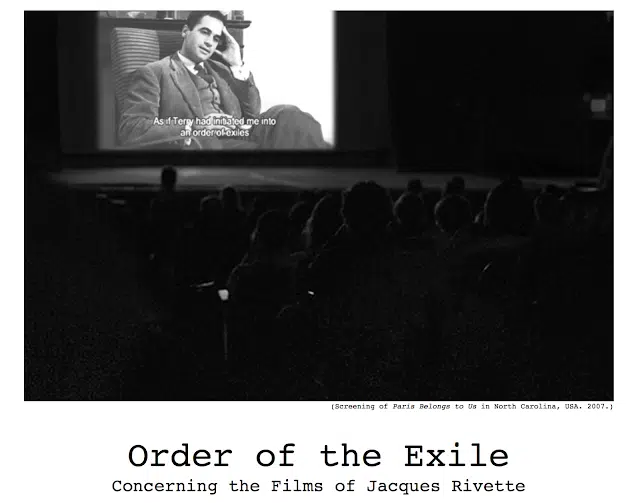 As if Terry had initiated me into
an order of exiles
(Screening of Paris Belongs to Us in North Carolina, USA. 2007.)
Order of the Exile
Concerning the Films of Jacques Rivette